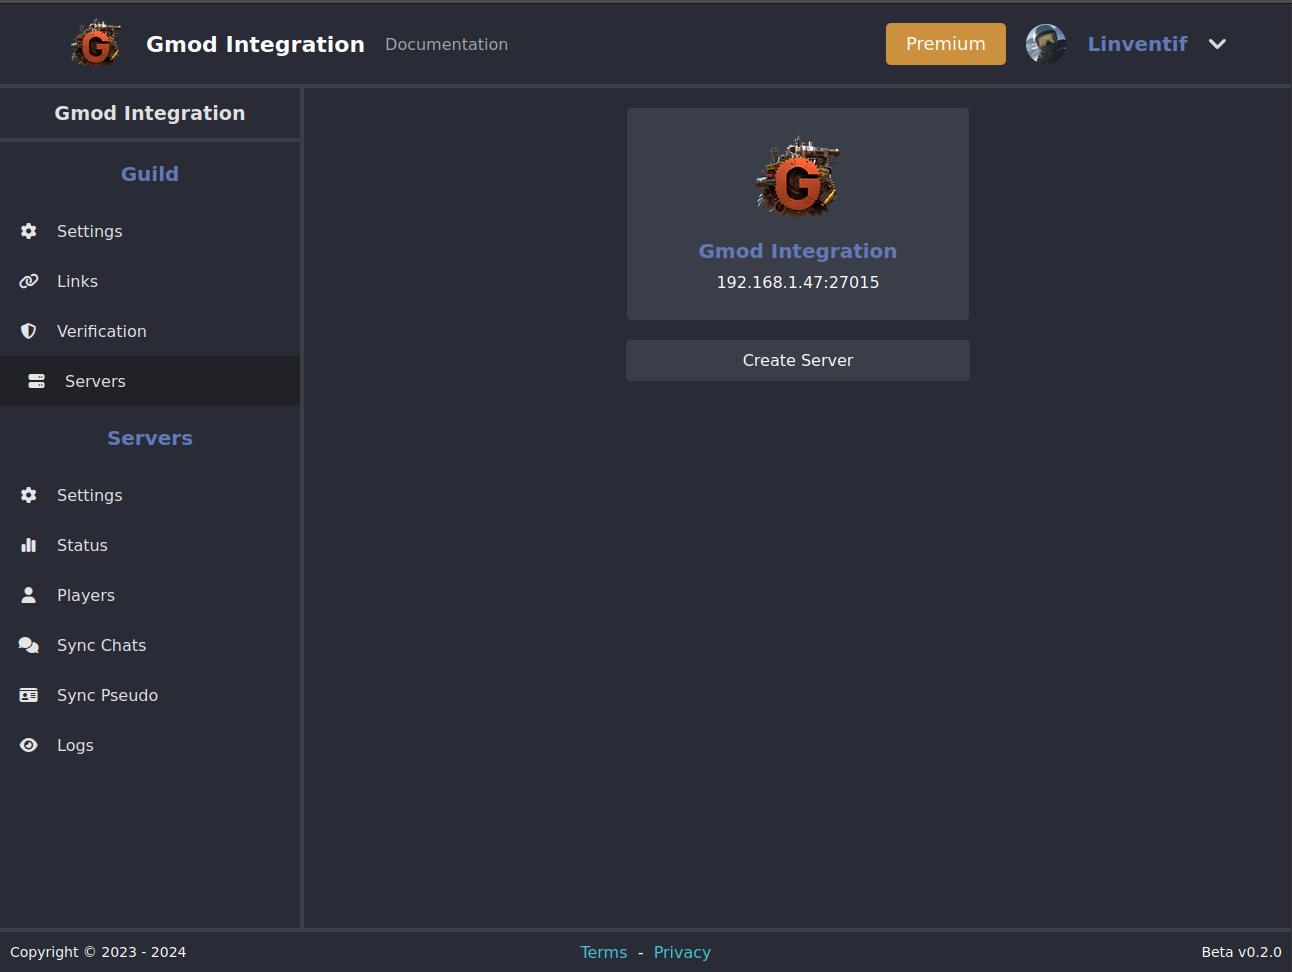 Gmod Integration Documentation Premium Linventif
Gmod Integration
Guild
Settings
Links
Verification
Servers
Servers
Settings
Status
Players
Sync Chats
Sync Pseudo
Logs
G
Gmod Integration
192.168.1.47:27015
Create Server
Copyright © 2023 - 2024 Terms - Privacy Beta v0.2.0